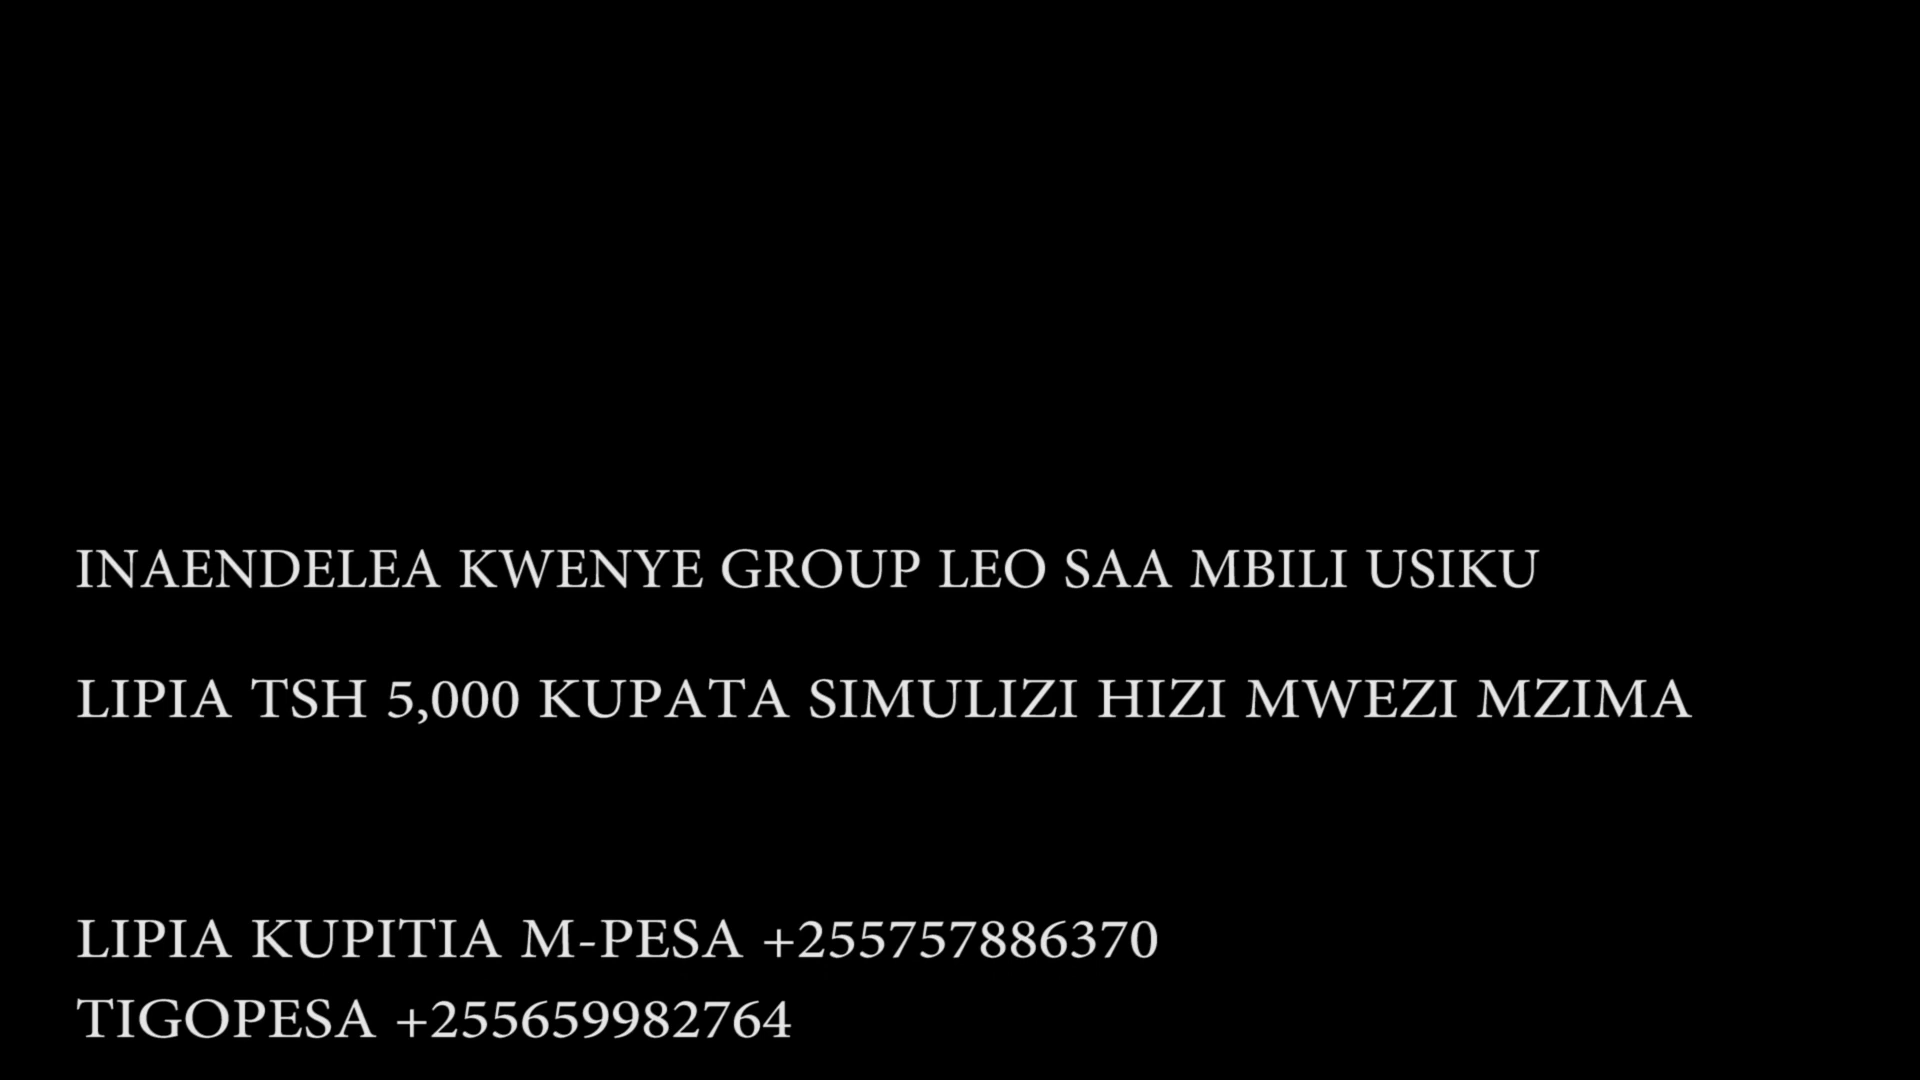 INAENDELEA KWENYE GROUP LEO SAA MBILI USIKU
LIPIA TSH 5,000 KUPATA SIMULIZI HIZI MWEZI MZIMA
LIPIA KUPITIA M-PESA +255757886370
TIGOPESA +255659982764